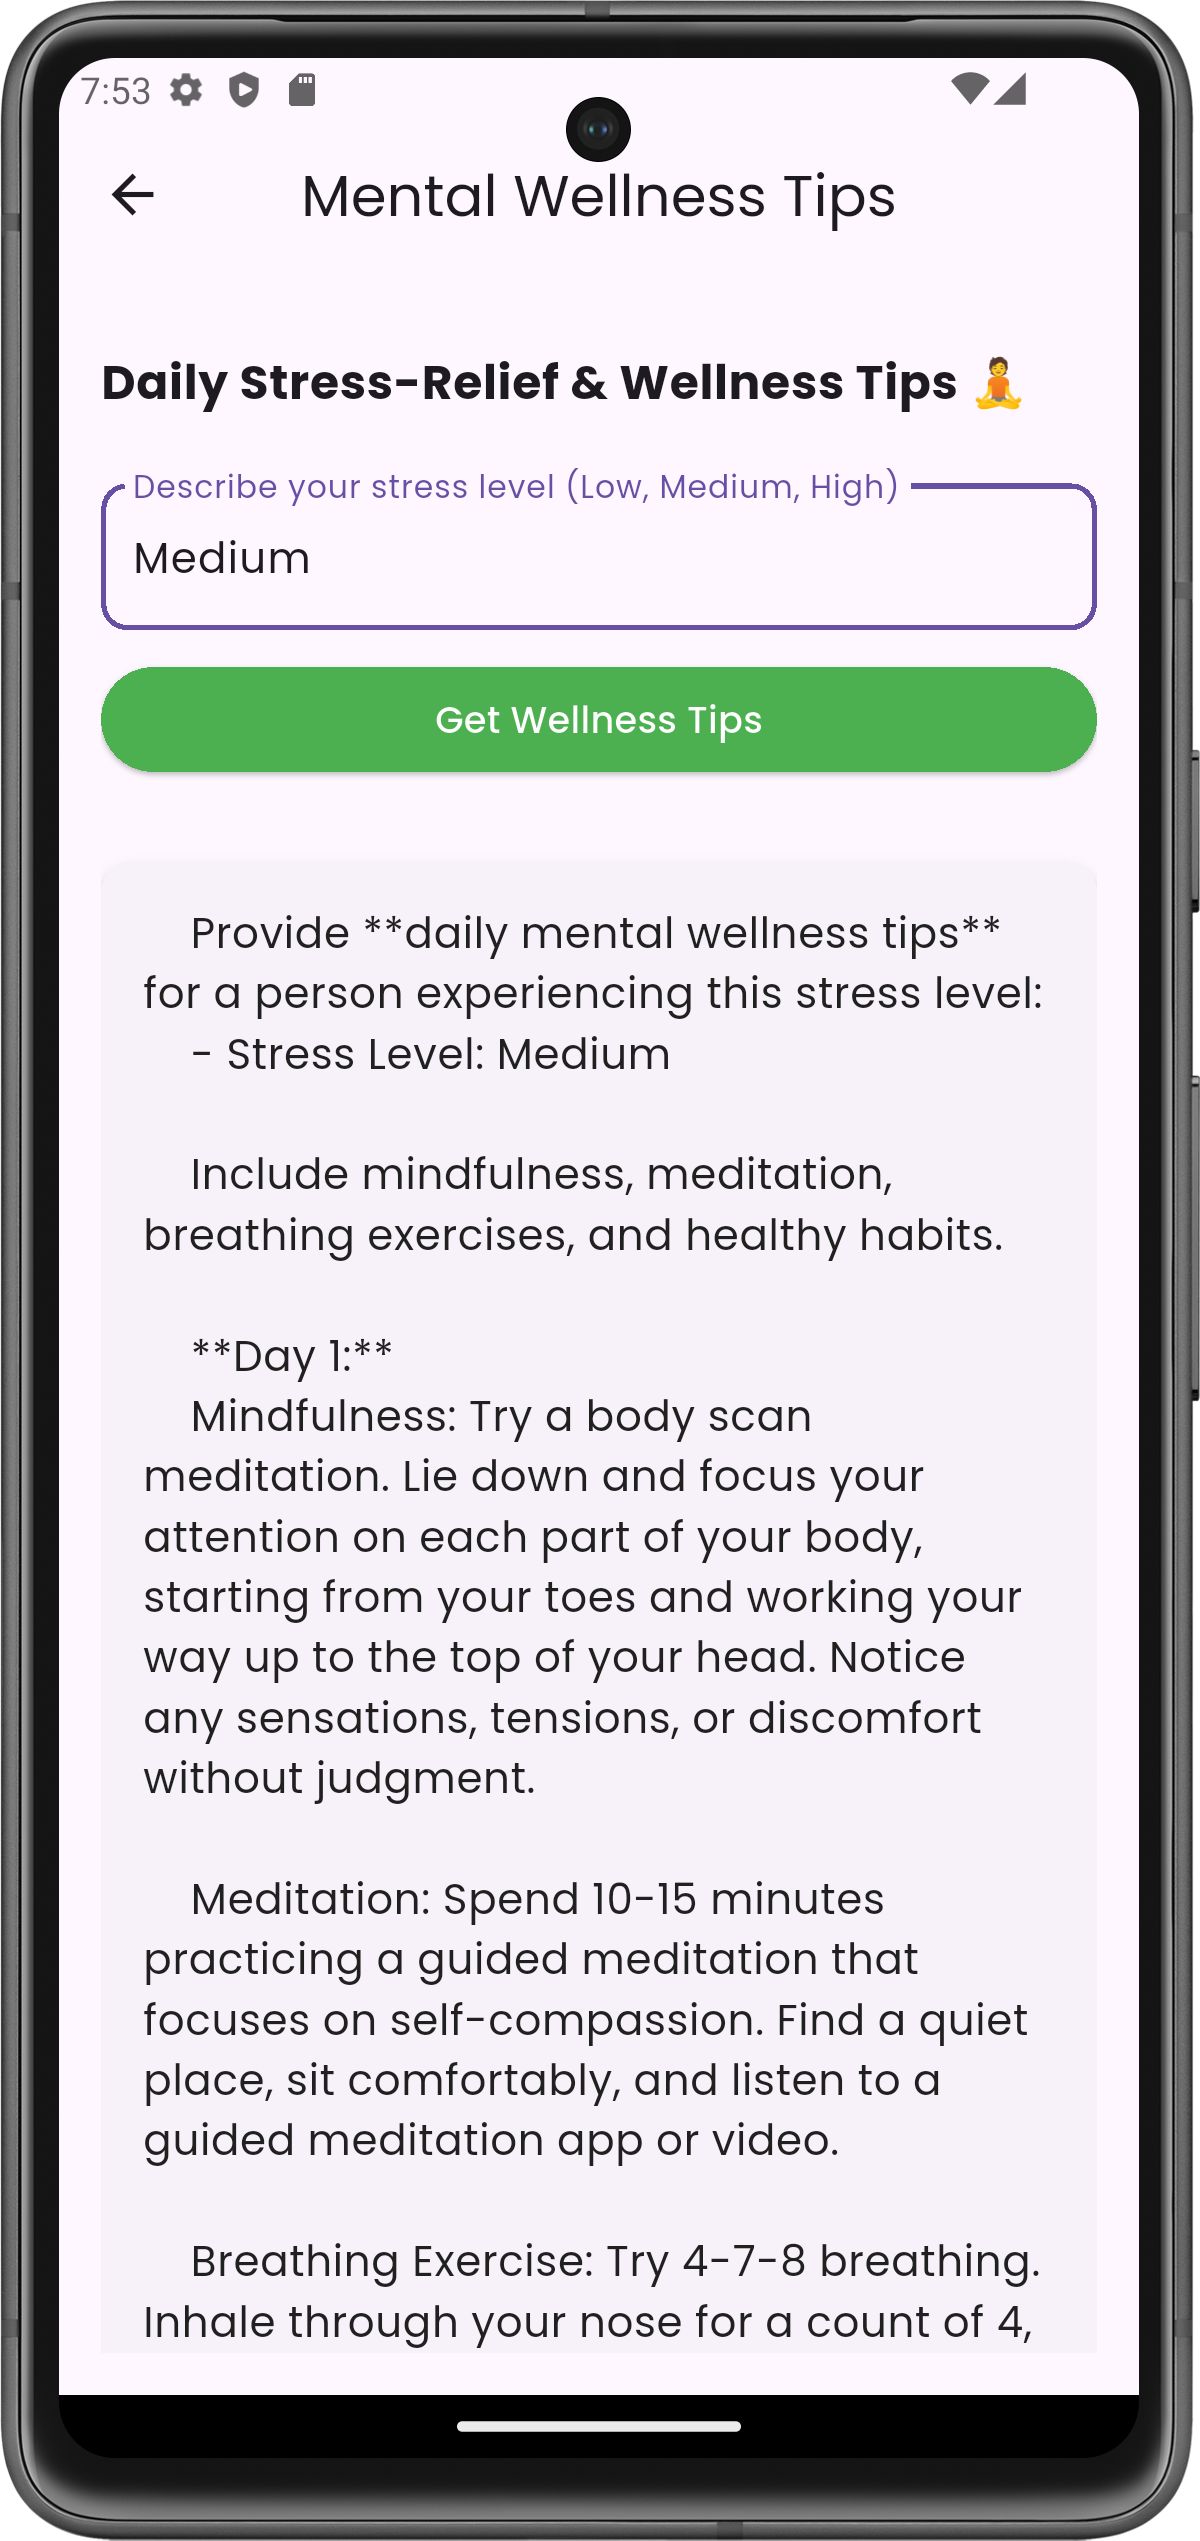 7:53
Mental Wellness Tips
Daily Stress-Relief & Wellness Tips 🧘
Describe your stress level (Low, Medium, High)
Medium
Get Wellness Tips
Provide **daily mental wellness tips**
for a person experiencing this stress level:
- Stress Level: Medium
Include mindfulness, meditation,
breathing exercises, and healthy habits.
**Day 1:**
Mindfulness: Try a body scan
meditation. Lie down and focus your
attention on each part of your body,
starting from your toes and working your
way up to the top of your head. Notice
any sensations, tensions, or discomfort
without judgment.
Meditation: Spend 10-15 minutes
practicing a guided meditation that
focuses on self-compassion. Find a quiet
place, sit comfortably, and listen to a
guided meditation app or video.
Breathing Exercise: Try 4-7-8 breathing.
Inhale through your nose for a count of 4,